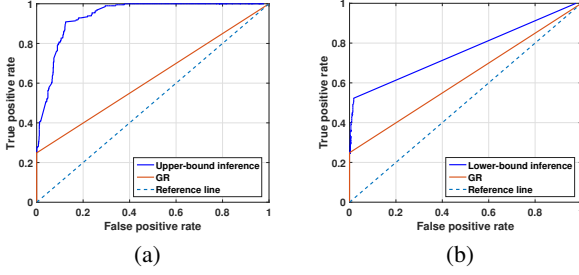 1
0.8
0.6
0.4
0.2
0
0 0.2 0.4 0.6 0.8 1
True positive rate
False positive rate
Upper-bound inference
GR
Reference line
(a)
1
0.8
0.6
0.4
0.2
0
0 0.2 0.4 0.6 0.8
True positive rate
False positive rate
Lower-bound inference
GR
Reference line
(b)